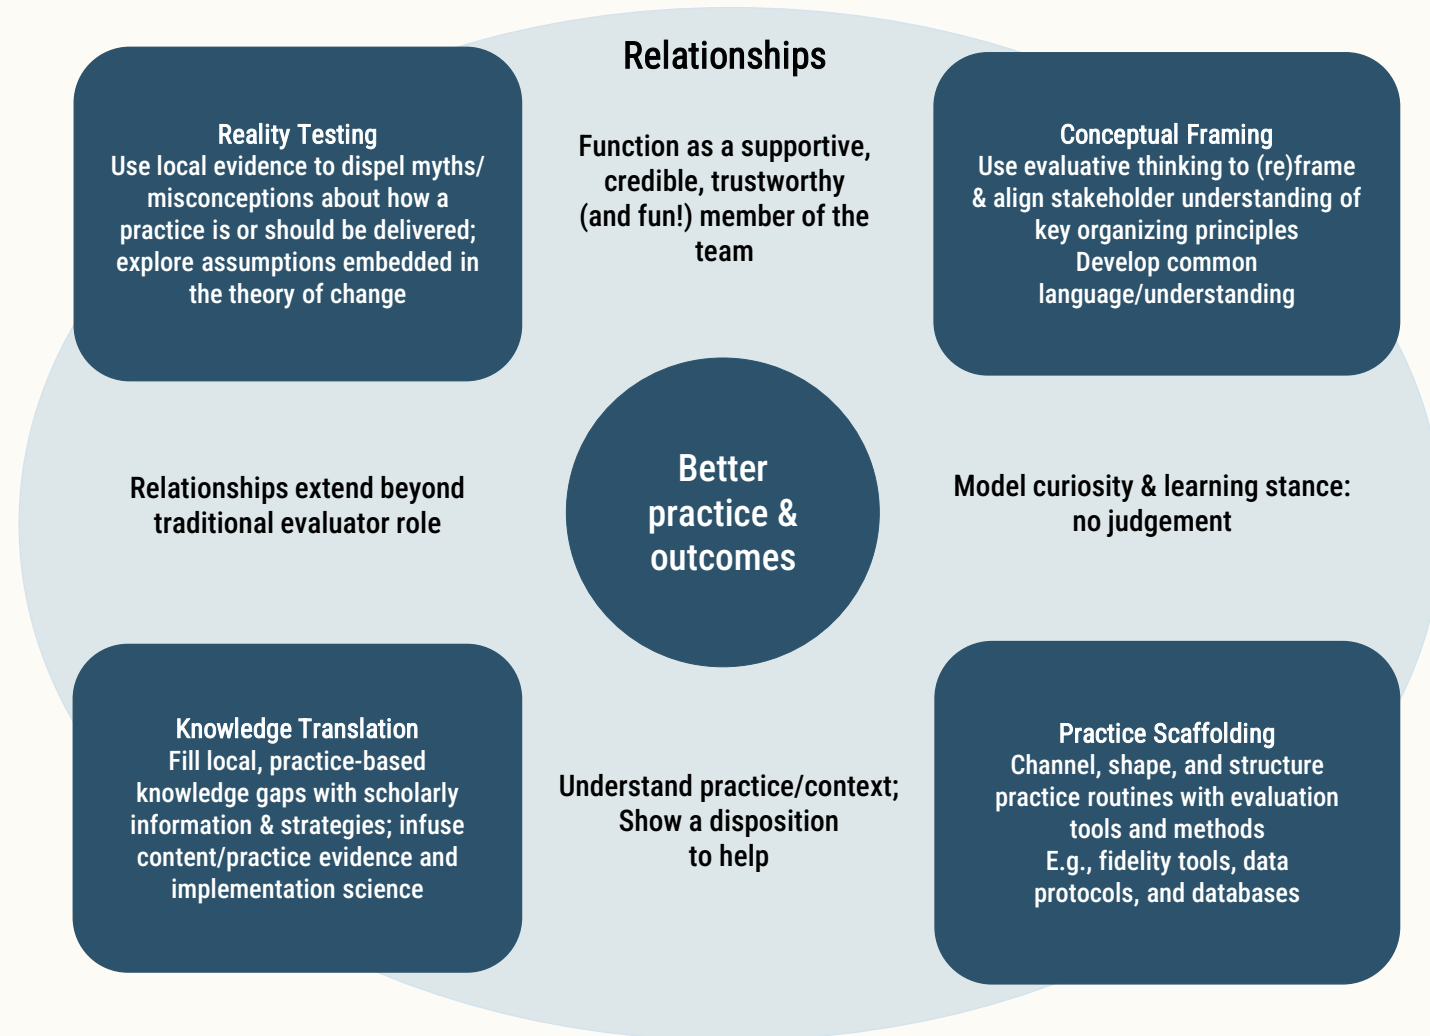 Relationships
Reality Testing
Use local evidence to dispel myths/
misconceptions about how a
practice is or should be delivered;
explore assumptions embedded in
the theory of change
Function as a supportive,
credible, trustworthy
(and fun!) member of the
team
Conceptual Framing
Use evaluative thinking to (re)frame
& align stakeholder understanding of
key organizing principles
Develop common
language/understanding
Relationships extend beyond
traditional evaluator role
Better
practice &
outcomes
Model curiosity & learning stance:
no judgement
Knowledge Translation
Fill local, practice-based
knowledge gaps with scholarly
information & strategies; infuse
content/practice evidence and
implementation science
Understand practice/context;
Show a disposition
to help
Practice Scaffolding
Channel, shape, and structure
practice routines with evaluation
tools and methods
E.g., fidelity tools, data
protocols, and databases